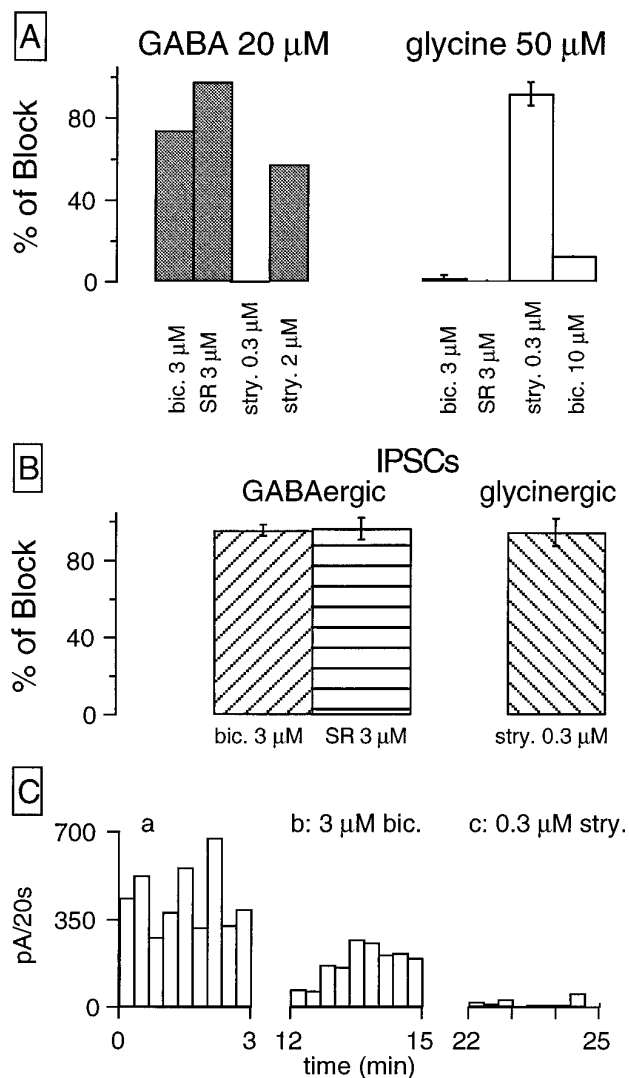 A
GABA 20 µM
glycine 50 µM
% of Block
80
40
0
bic. 3 µM
SR 3 µM
stry. 0.3 µM
stry. 2 µM
bic. 3 µM
SR 3 µM
stry. 0.3 µM
bic. 10 µM
B
IPSCs
GABAergic
glycinergic
% of Block
80
40
0
bic. 3 µM
SR 3 µM
stry. 0.3 µM
C
pA/20s
700
350
0
a
b: 3 µM bic.
c: 0.3 µM stry.
0
3
12
15
22
25
time (min)